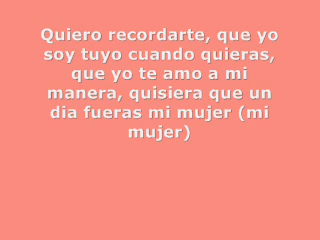 Quiero recordarte, que yo
soy tuyo cuando quieras,
que yo te amo a mi
manera, quisiera que un
dia fueras mi mujer (mi
mujer)